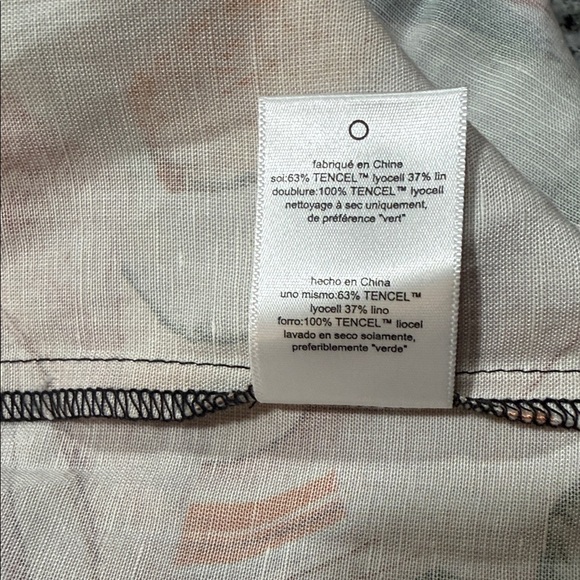 fabriqué en Chine
soi:63% TENCEL™ lyocell 37% lin
doublure:100% TENCEL™ lyocell
nettoyage à sec uniquement,
de préférence "vert"
hecho en China
uno mismo:63% TENCEL™
lyocell 37% lino
forro:100% TENCEL™ liocel
lavado en seco solamente,
preferiblemente "verde"